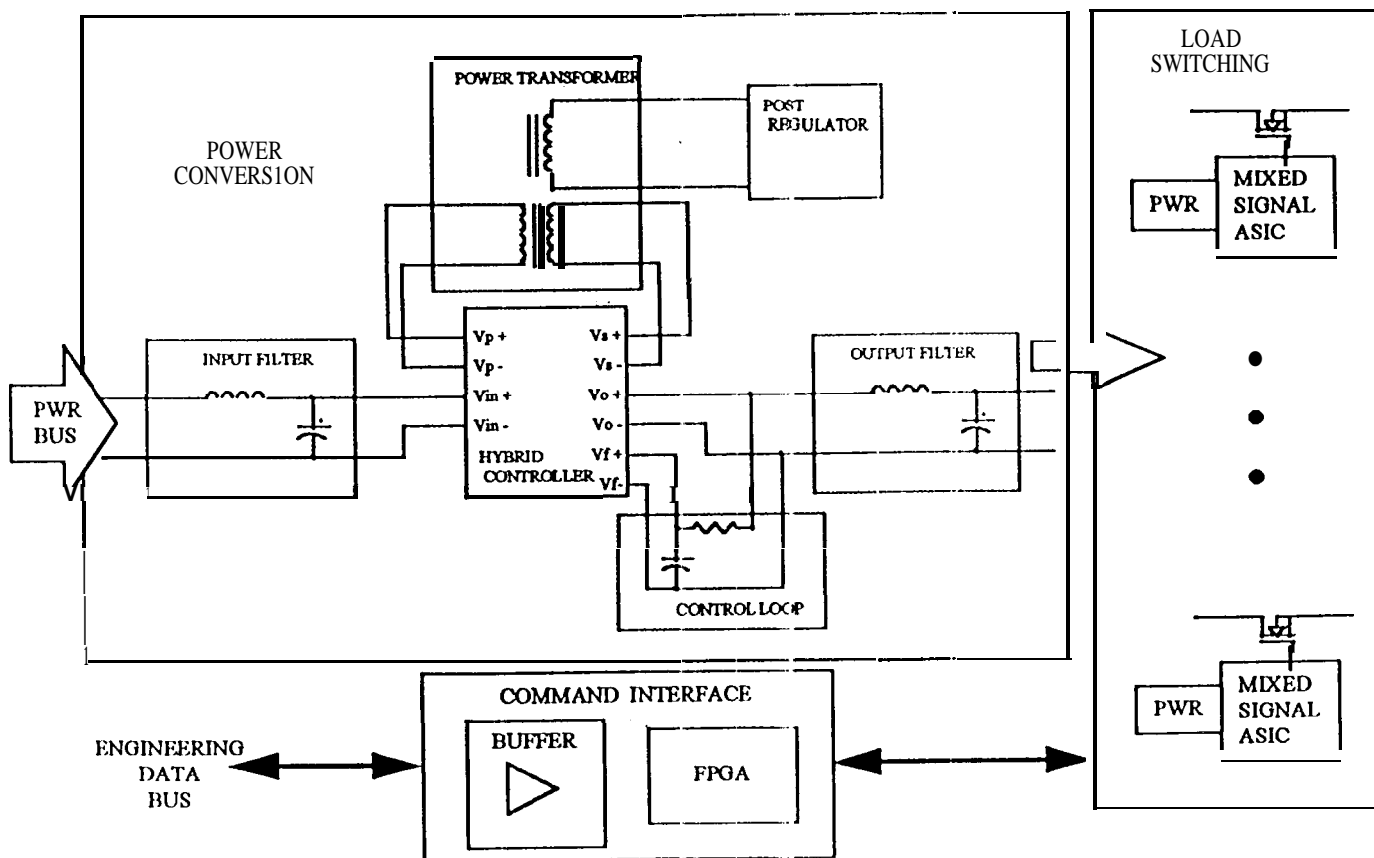 LOAD
SWITCHING
POWER TRANSFORMER
POST
REGULATOR
POWER
CONVERS1ON
PWR
MIXED
SIGNAL
ASIC
Vp +
Vs +
Vp -
Vs -
Vin +
Vo +
Vin -
Vo -
HYBRID
CONTROLLER
Vf +
Vf-
INPUT FILTER
OUTPUT FILTER
PWR
BUS
CONTROL LOOP
COMMAND INTERFACE
BUFFER
FPGA
ENGINEERING
DATA
BUS
PWR
MIXED
SIGNAL
ASIC